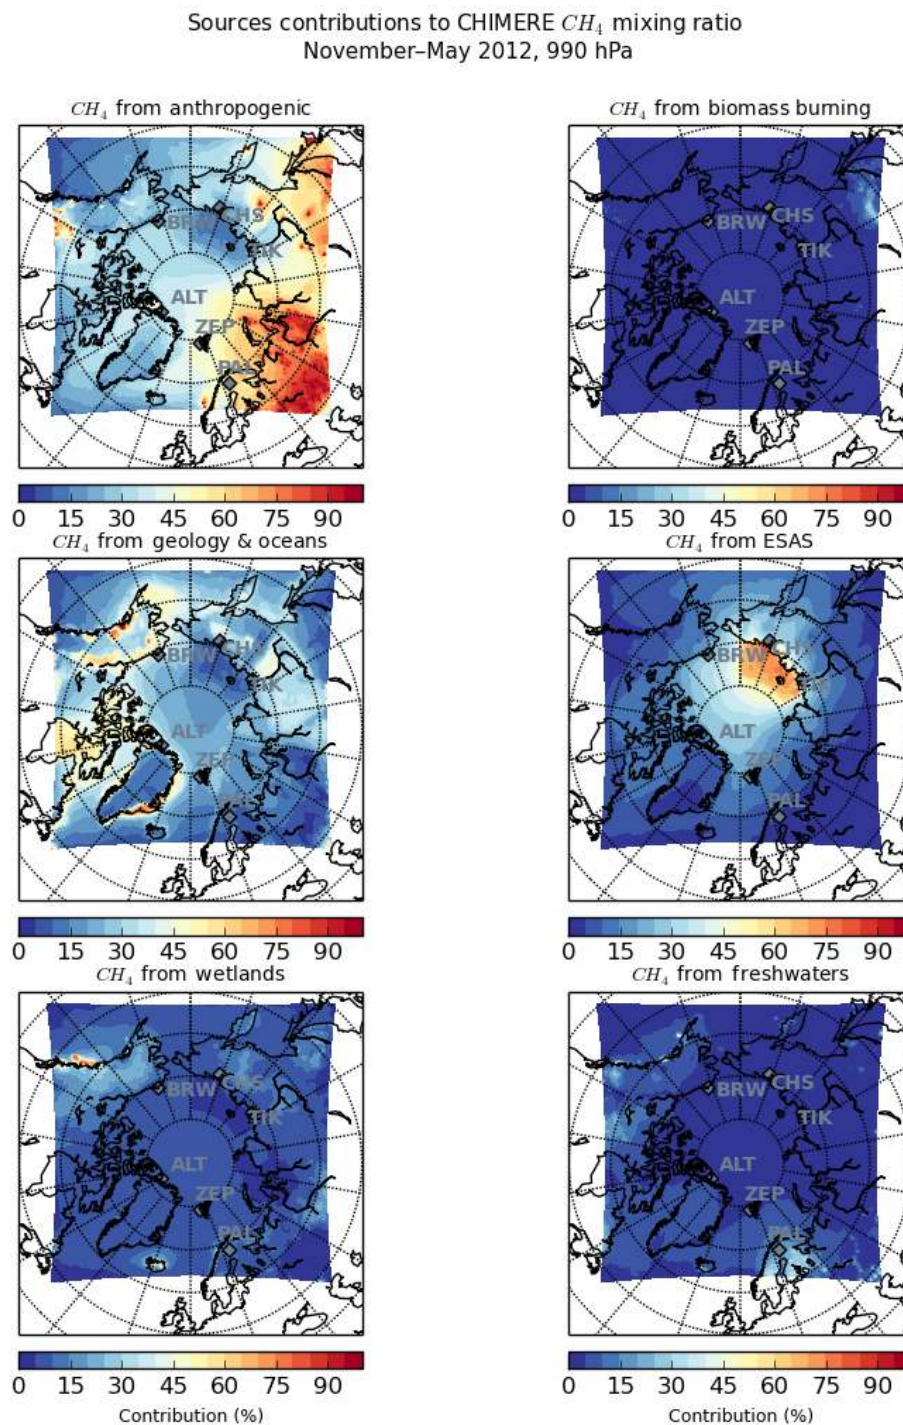 Sources contributions to CHIMERE CH₄ mixing ratio
November–May 2012, 990 hPa
CH₄ from anthropogenic
BRW
CHS
TIK
ALT
ZEP
PAL
0 15 30 45 60 75 90
CH₄ from biomass burning
BRW
CHS
TIK
ALT
ZEP
PAL
0 15 30 45 60 75 90
CH₄ from geology & oceans
BRW
CHS
TIK
ALT
ZEP
PAL
0 15 30 45 60 75 90
CH₄ from ESAS
BRW
CHS
TIK
ALT
ZEP
PAL
0 15 30 45 60 75 90
CH₄ from wetlands
BRW
CHS
TIK
ALT
ZEP
PAL
0 15 30 45 60 75 90
Contribution (%)
CH₄ from freshwaters
BRW
CHS
TIK
ALT
ZEP
PAL
0 15 30 45 60 75 90
Contribution (%)